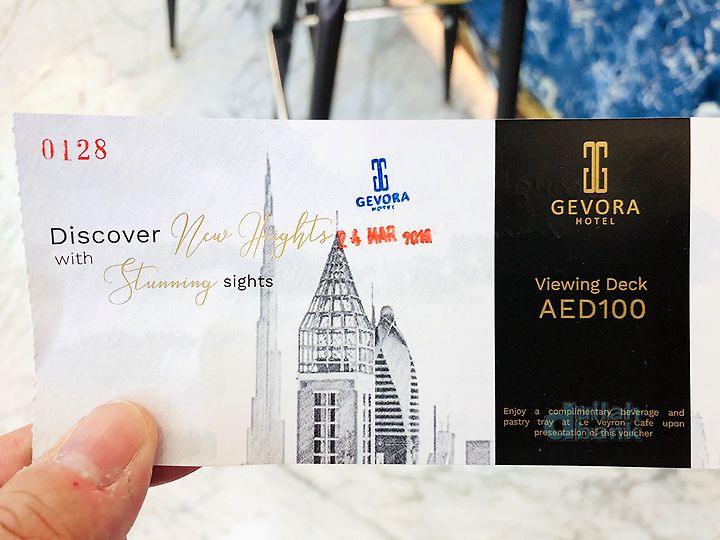 0128
GEVORA
HOTEL
Discover New Heights
24 MAR
with
Stunning sights
GEVORA
HOTEL
Viewing Deck
AED100
Enjoy a complimentary beverage and
pastry tray at Le Veyron Cafe upon
presentation of this voucher